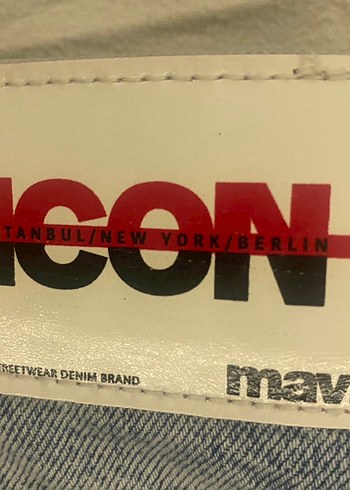 ICON
TANBUL/NEW YORK/BERLIN
REETWEAR DENIM BRAND
mav